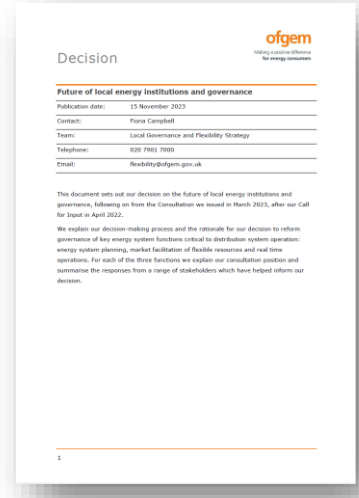 Decision
ofgem
Making a positive difference
for energy consumers
Future of local energy institutions and governance
Publication date: 15 November 2023
Contact: Fiona Campbell
Team: Local Governance and Flexibility Strategy
Telephone: 020 7901 7000
Email: flexibility@ofgem.gov.uk
This document sets out our decision on the future of local energy institutions and
governance, following on from the Consultation we issued in March 2023, after our Call
for Input in April 2022.
We explain our decision-making process and the rationale for our decision to reform
governance of key energy system functions critical to distribution system operation:
energy system planning, market facilitation of flexible resources and real time
operations. For each of the three functions we explain our consultation position and
summarise the responses from a range of stakeholders which have helped inform our
decision.
1